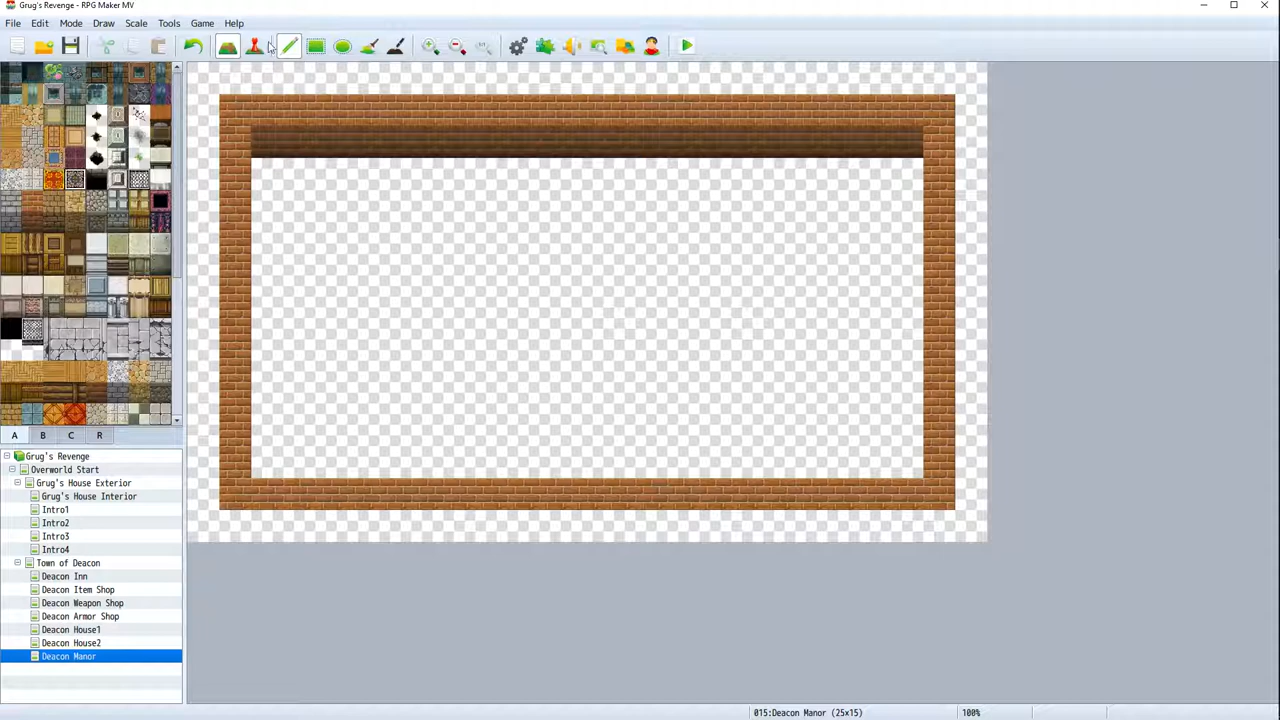 Grug's Revenge - RPG Maker MV
File Edit Mode Draw Scale Tools Game Help
A B C R
Grug's Revenge
Overworld Start
Grug's House Exterior
Grug's House Interior
Intro1
Intro2
Intro3
Intro4
Town of Deacon
Deacon Inn
Deacon Item Shop
Deacon Weapon Shop
Deacon Armor Shop
Deacon House1
Deacon House2
Deacon Manor
015:Deacon Manor (25x15) 100%